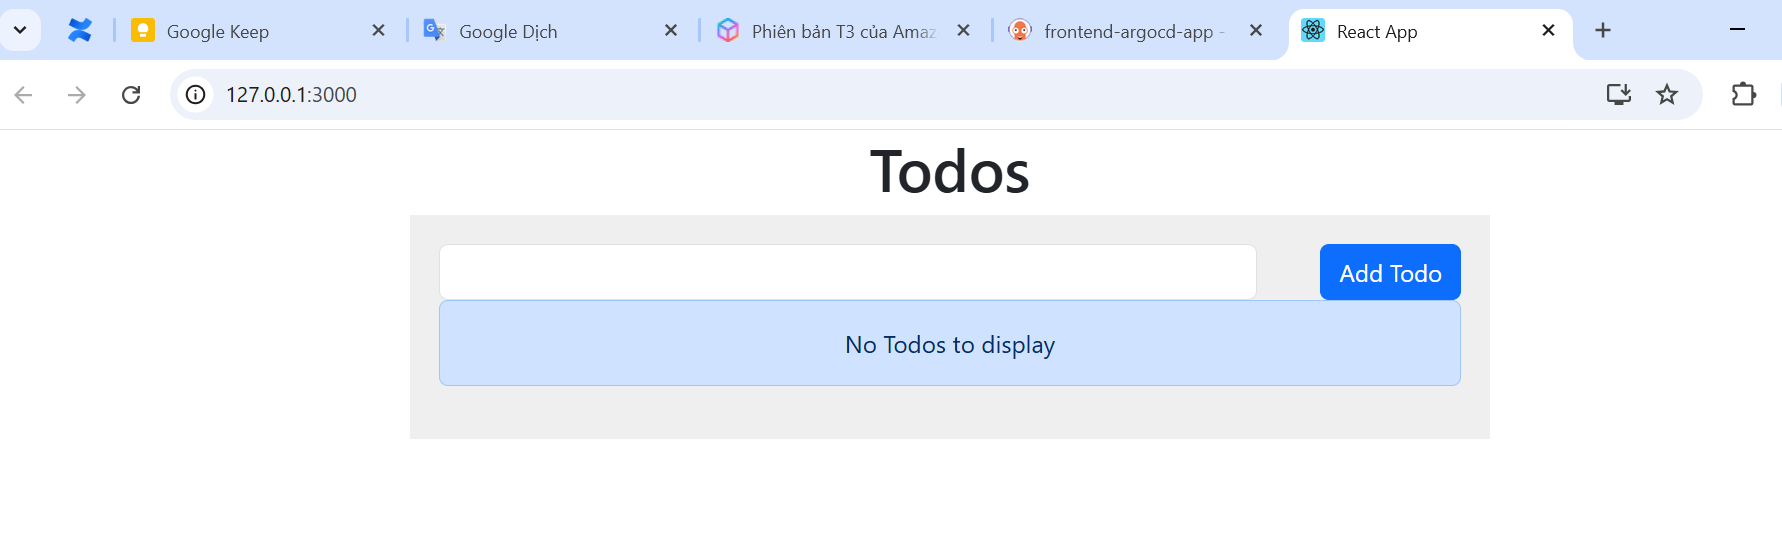 Google Keep
Google Dịch
Phiên bản T3 của Amaz
frontend-argocd-app -
React App
127.0.0.1:3000
Todos
Add Todo
No Todos to display